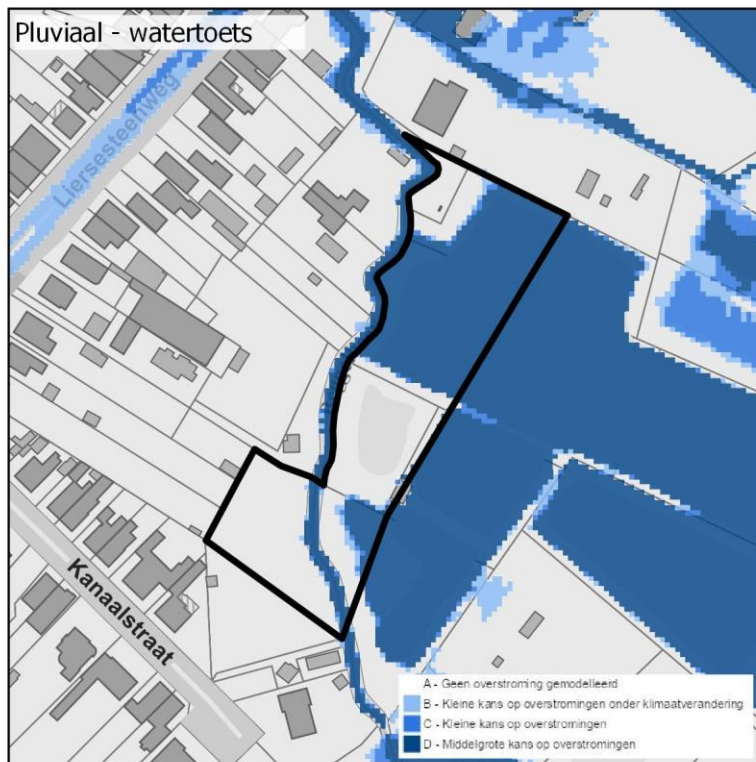 Pluviaal - watertoets
Liersesteenweg
Kanaalstraat
A - Geen overstroming gemodelleerd
B - Kleine kans op overstromingen onder klimaatverandering
C - Kleine kans op overstromingen
D - Middelgrote kans op overstromingen